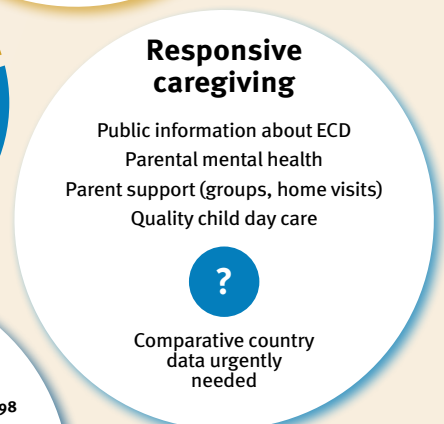 Responsive
caregiving
Public information about ECD
Parental mental health
Parent support (groups, home visits)
Quality child day care
?
Comparative country
data urgently
needed
98